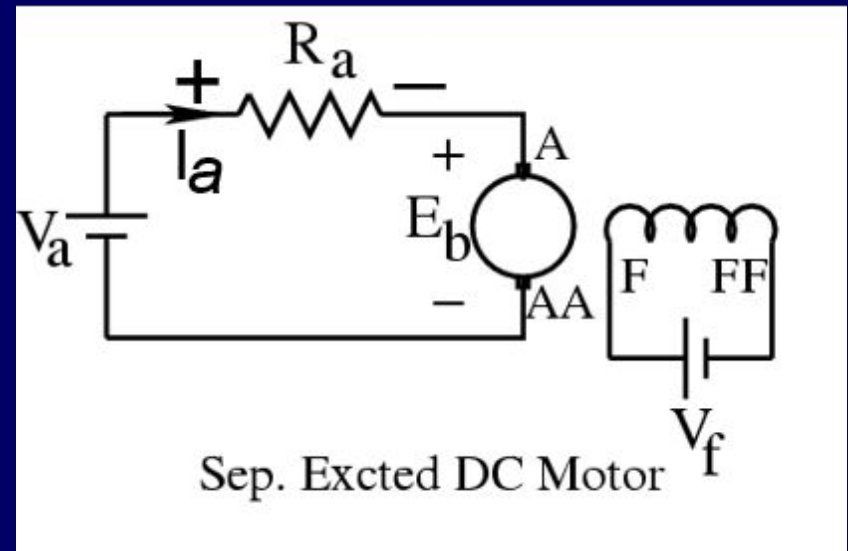 Ra
+ −
Ia
+ A
Va
Eb
F FF
− AA
Vf
Sep. Excted DC Motor